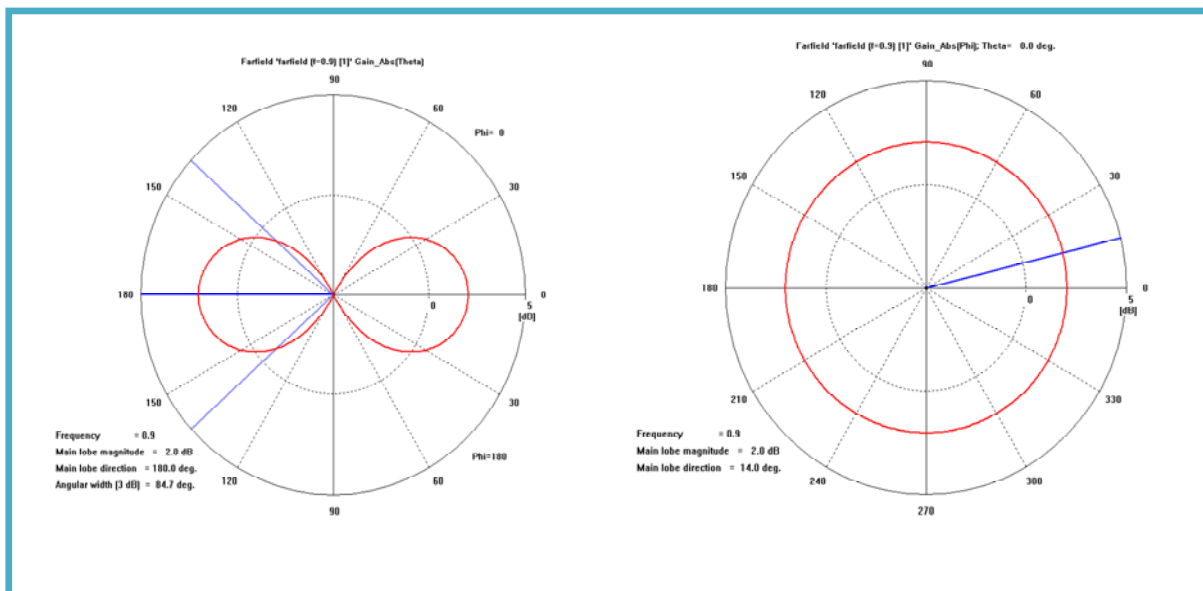 Farfield 'farfield (f=0.9) [1]' Gain_Abs(Theta)
90
120
60
Phi= 0
150
30
180
0
0
5
[dB]
150
30
Frequency = 0.9
Main lobe magnitude = 2.0 dB
Main lobe direction = 180.0 deg.
Angular width (3 dB) = 84.7 deg.
Phi=180
120
60
90
Farfield 'farfield (f=0.9) [1]' Gain_Abs(Phi); Theta= 0.0 deg.
90
120
60
150
30
180
0
0
5
[dB]
210
330
Frequency = 0.9
Main lobe magnitude = 2.0 dB
Main lobe direction = 14.0 deg.
240
300
270